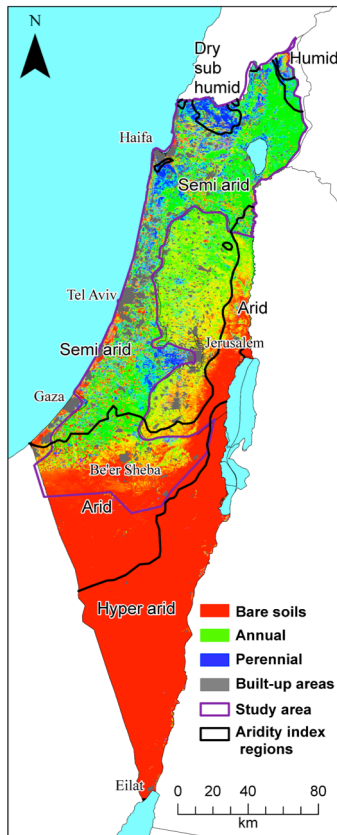 N
Dry
sub
humid
Humid
Haifa
Semi arid
Tel Aviv
Arid
Jerusalem
Semi arid
Gaza
Be'er Sheba
Arid
Hyper arid
Bare soils
Annual
Perennial
Built-up areas
Study area
Aridity index
regions
Eilat
0 20 40 80
km